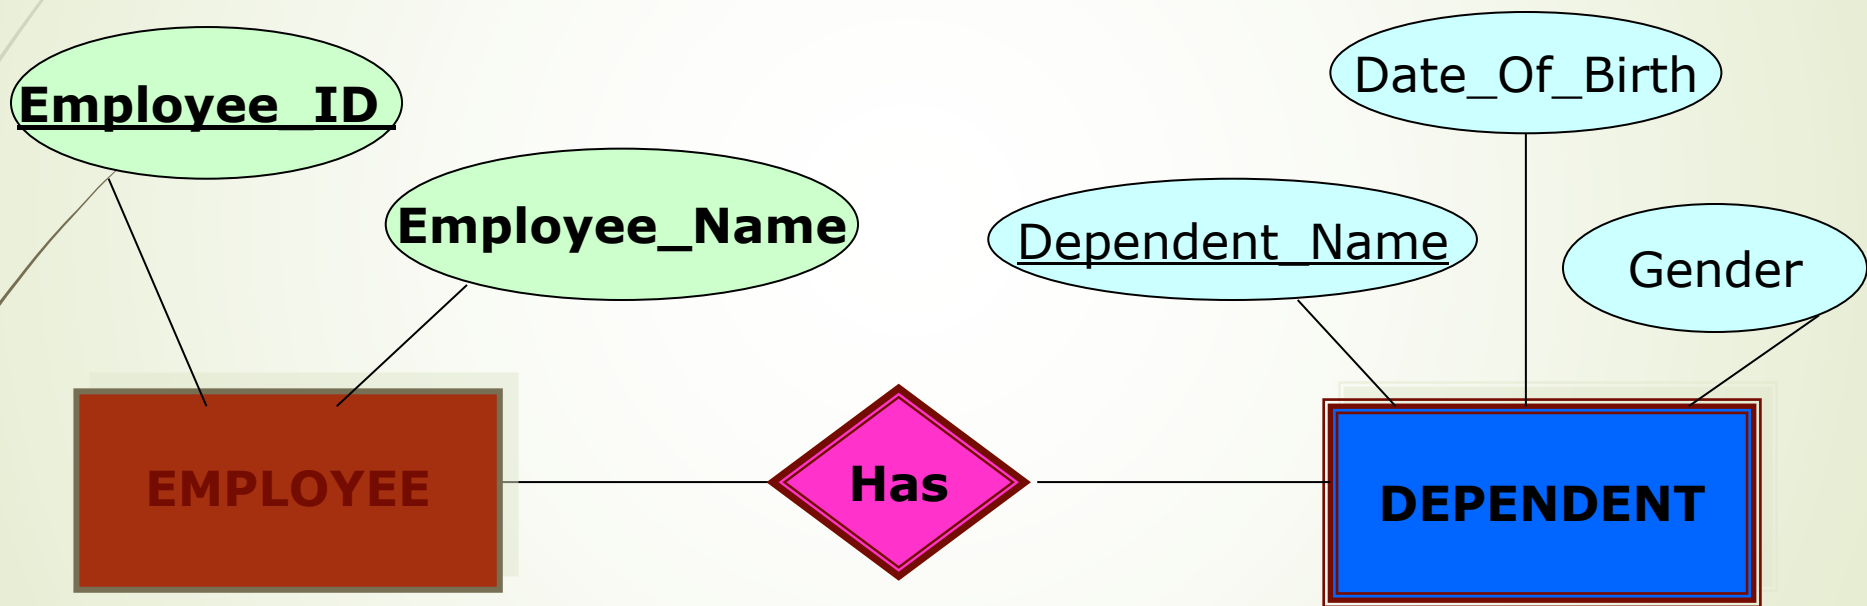 Employee_ID
Employee_Name
Dependent_Name
Date_Of_Birth
Gender
EMPLOYEE
Has
DEPENDENT